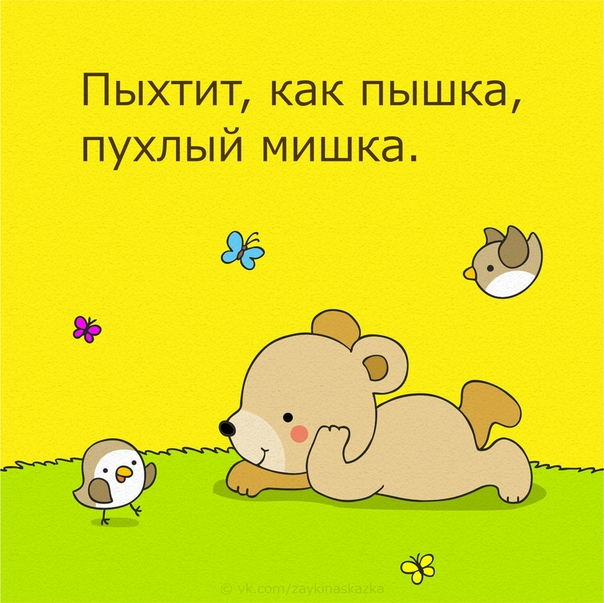 Пыхтит, как пышка,
пухлый мишка.
© vk.com/zaykinaskazka